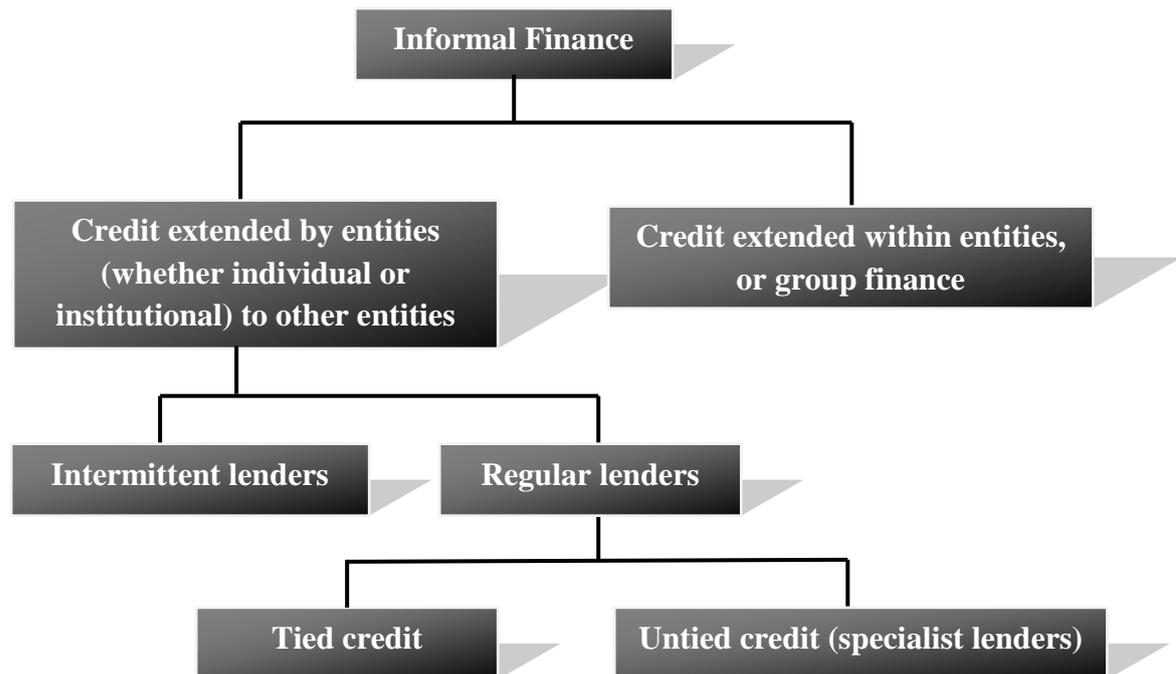 Informal Finance
Credit extended by entities
(whether individual or
institutional) to other entities
Credit extended within entities,
or group finance
Intermittent lenders
Regular lenders
Tied credit
Untied credit (specialist lenders)